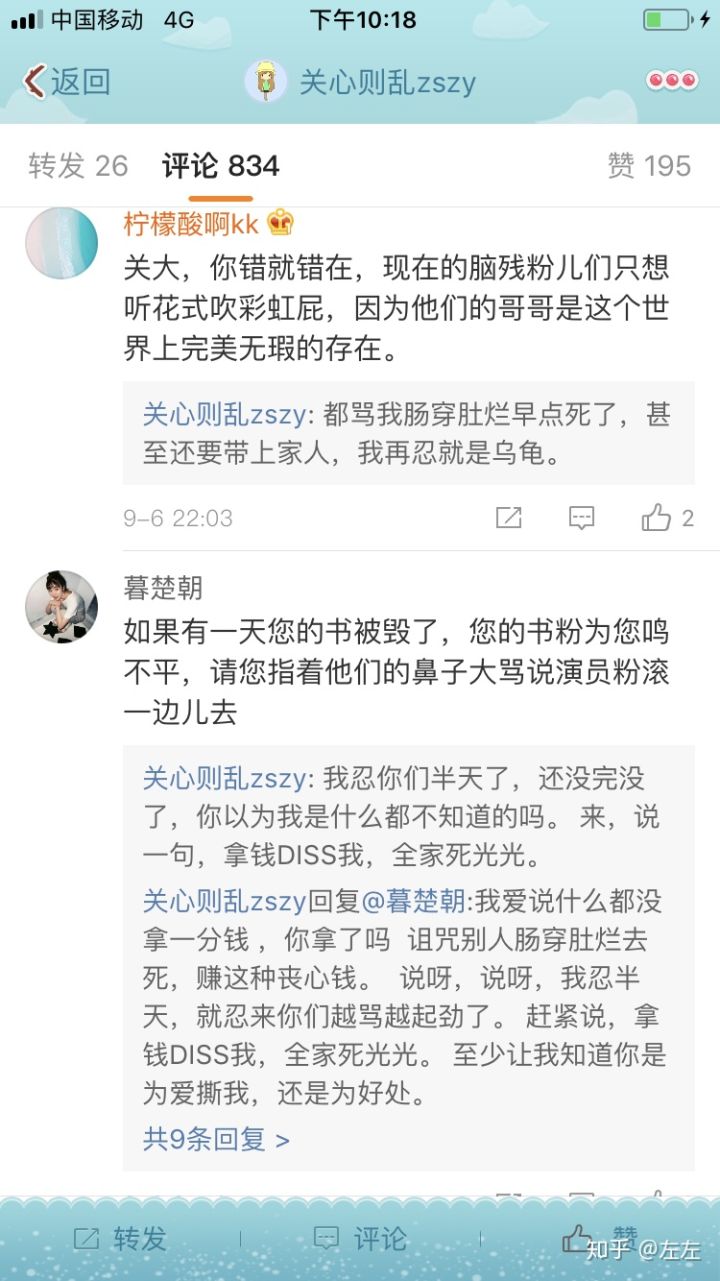 中国移动 4G 下午10:18
返回 关心则乱zszy
转发 26 评论 834 赞 195
柠檬酸啊kk
关大，你错就错在，现在的脑残粉儿们只想
听花式吹彩虹屁，因为他们的哥哥是这个世
界上完美无瑕的存在。
关心则乱zszy: 都骂我肠穿肚烂早点死了，甚
至还要带上家人，我再忍就是乌龟。
9-6 22:03 2
暮楚朝
如果有一天您的书被毁了，您的书粉为您鸣
不平，请您指着他们的鼻子大骂说演员粉滚
一边儿去
关心则乱zszy: 我忍你们半天了，还没完没
了，你以为我是什么都不知道的吗。 来，说
一句，拿钱DISS我，全家死光光。
关心则乱zszy回复@暮楚朝:我爱说什么都没
拿一分钱 ，你拿了吗 诅咒别人肠穿肚烂去
死，赚这种丧心钱。 说呀，说呀，我忍半
天，就忍来你们越骂越起劲了。 赶紧说，拿
钱DISS我，全家死光光。 至少让我知道你是
为爱撕我，还是为好处。
共9条回复 >
转发 评论 赞
知乎 @左左